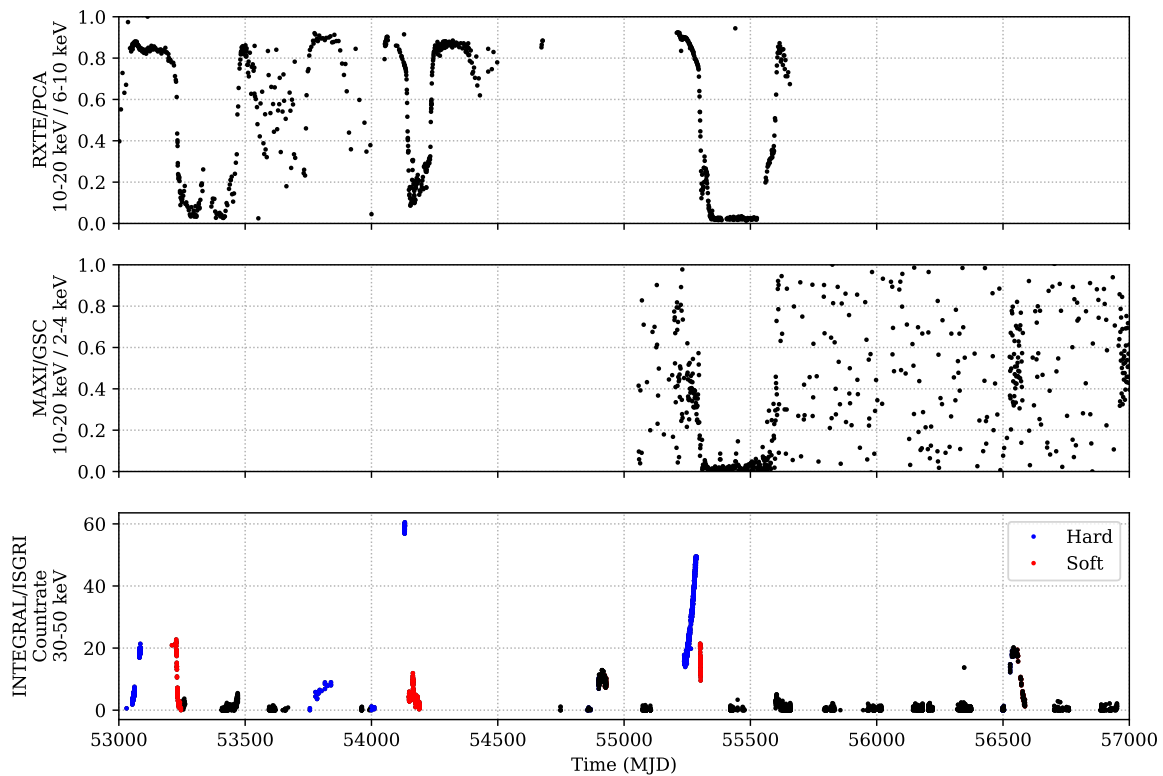 RXTE/PCA
10-20 keV / 6-10 keV
1.0
0.8
0.6
0.4
0.2
0.0
MAXI/GSC
10-20 keV / 2-4 keV
1.0
0.8
0.6
0.4
0.2
0.0
INTEGRAL/ISGRI
Countrate
30-50 keV
60
40
20
0
Hard
Soft
53000 53500 54000 54500 55000 55500 56000 56500 57000
Time (MJD)